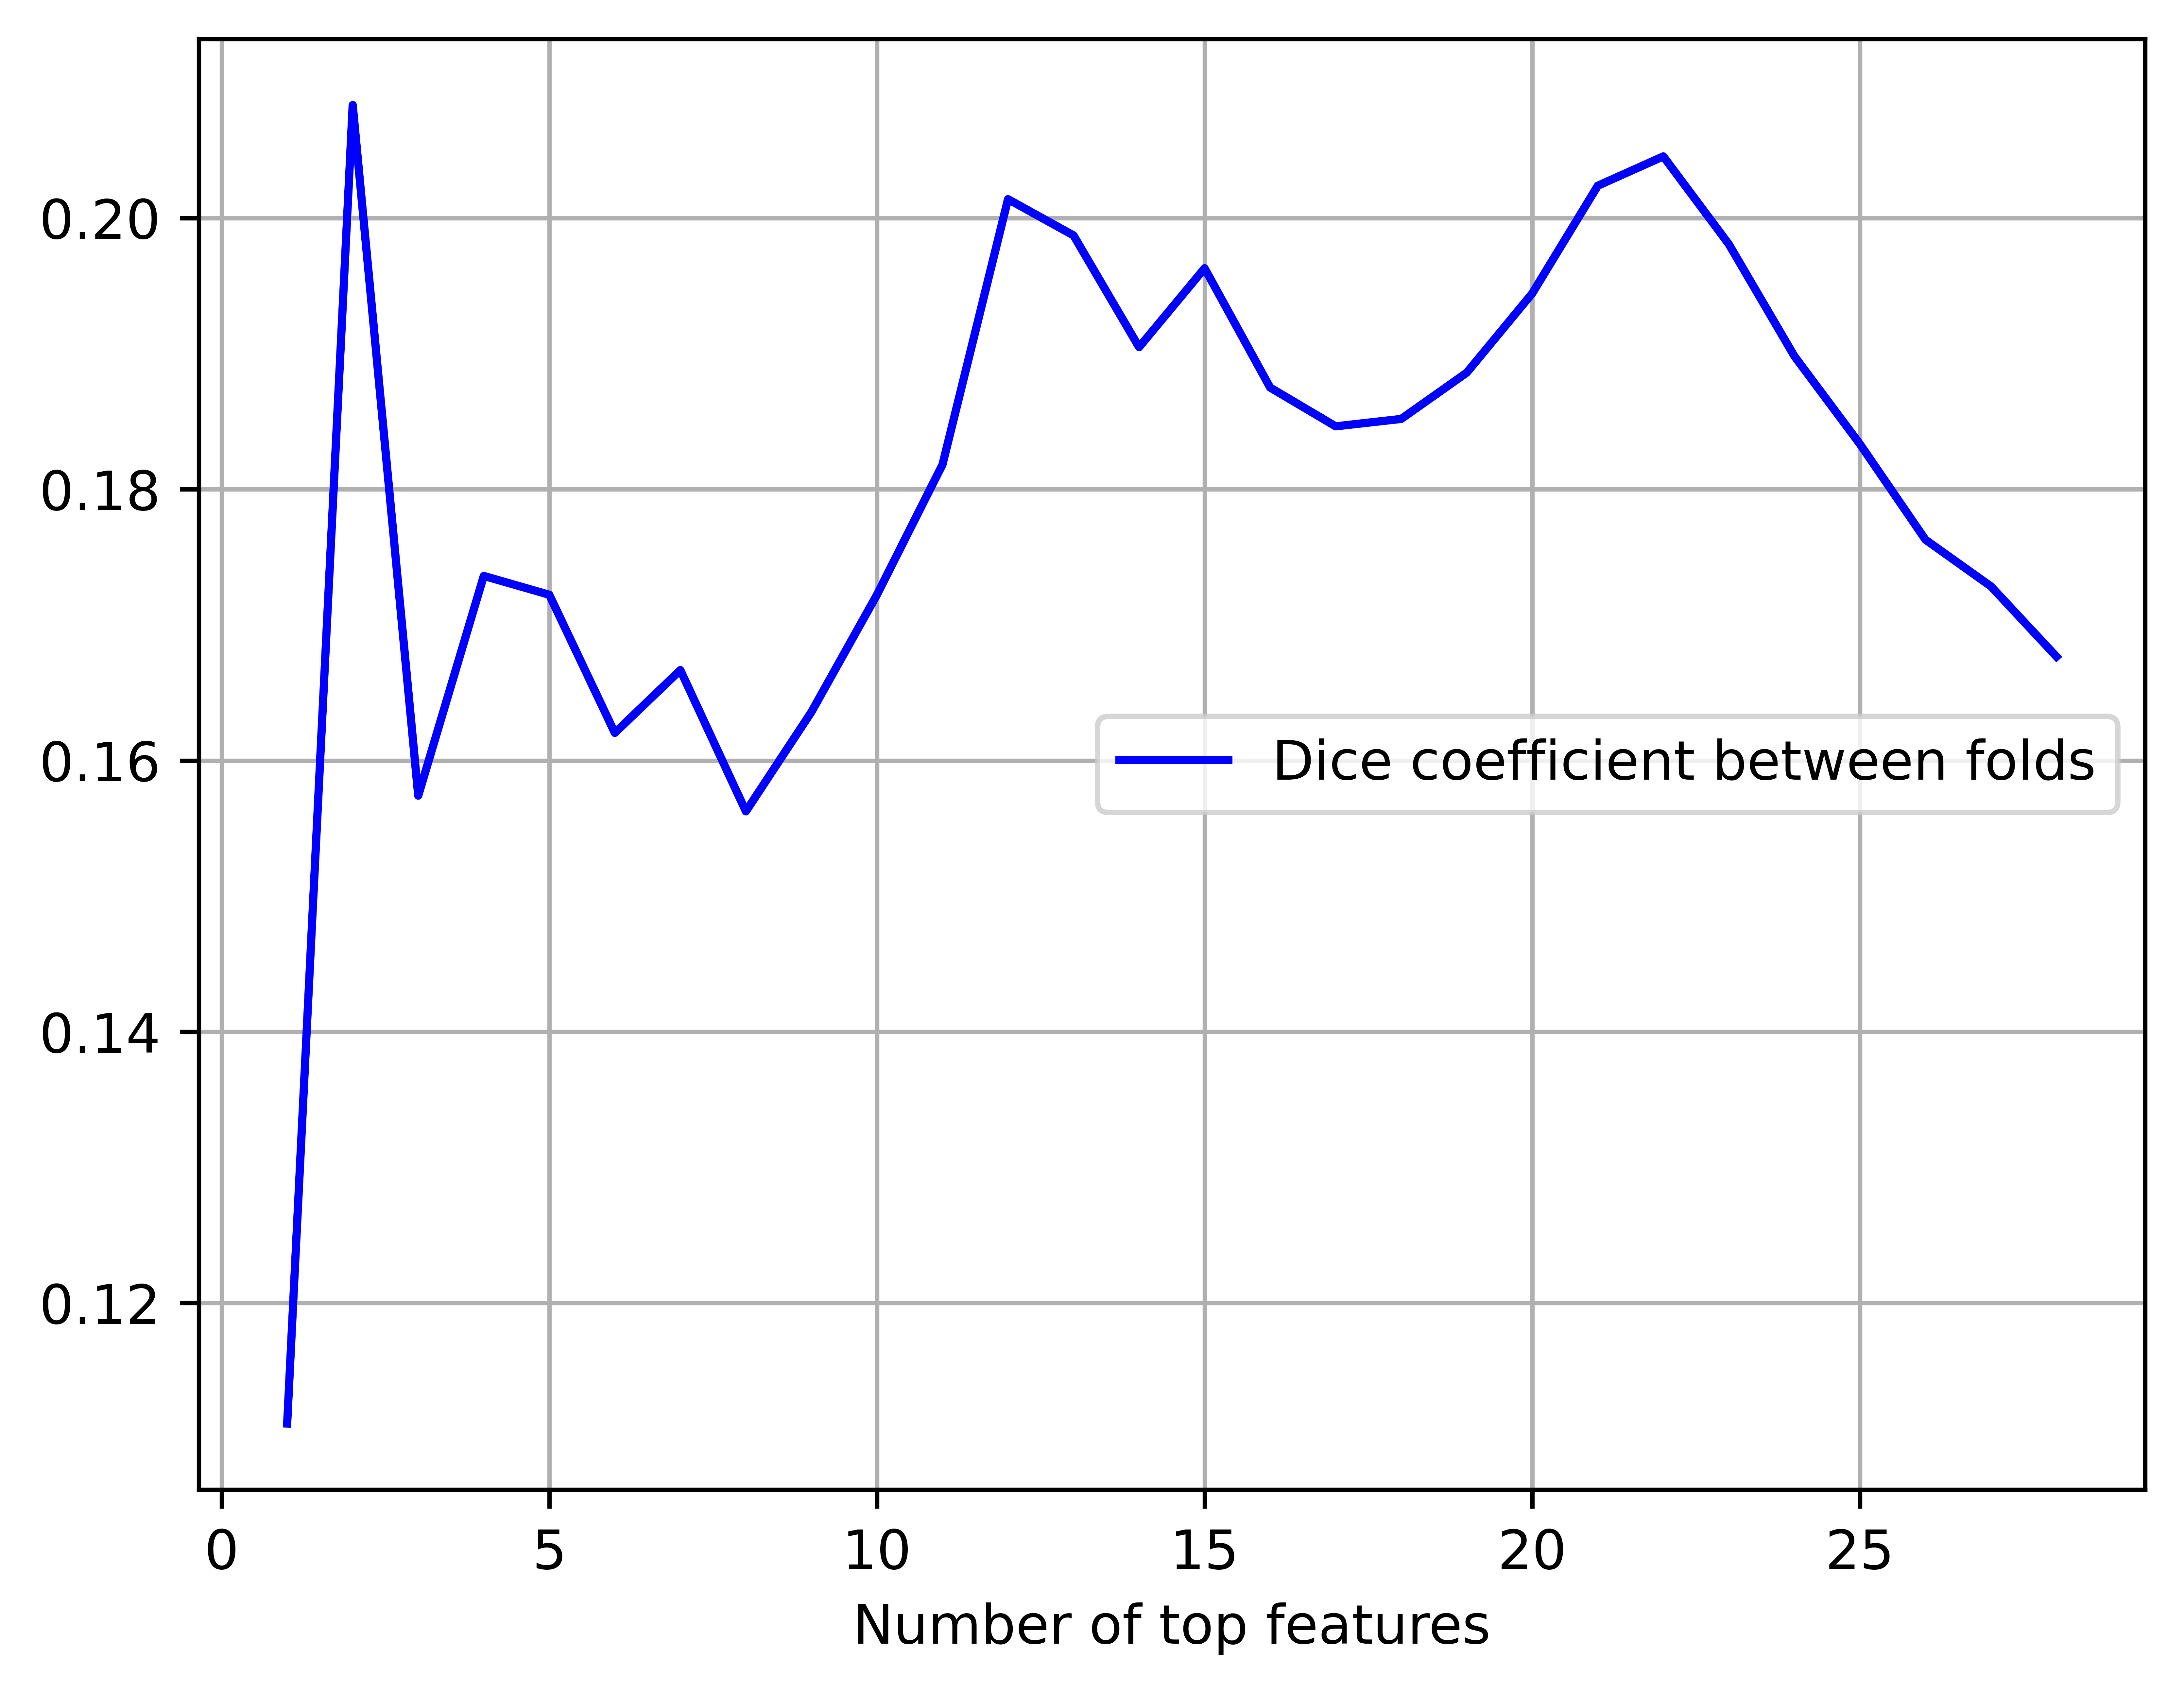 0.20
0.18
0.16
0.14
0.12
Dice coefficient between folds
0 5 10 15 20 25
Number of top features